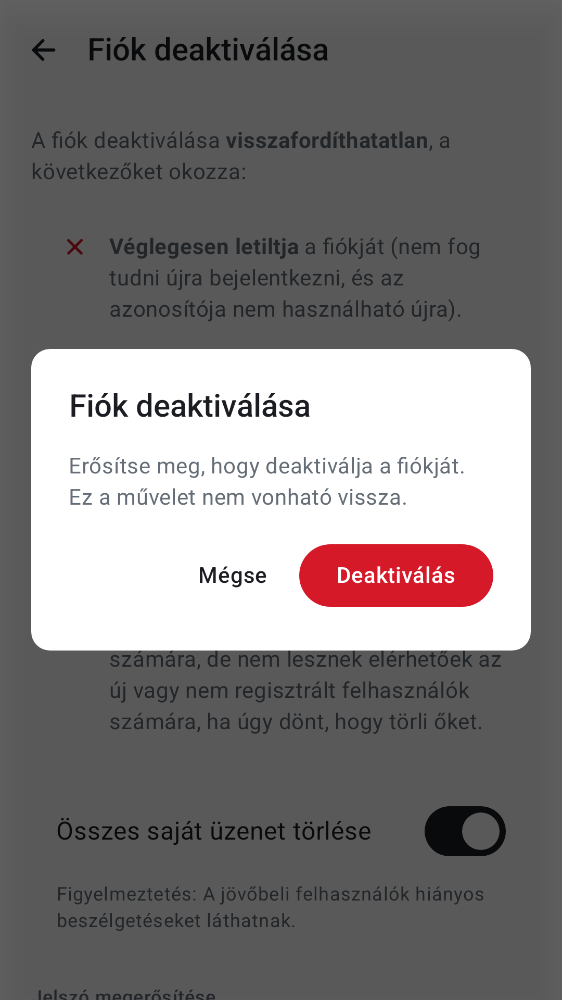 Fiók deaktiválása
A fiók deaktiválása visszafordíthatatlan, a
következőket okozza:
Véglegesen letiltja a fiókját (nem fog
tudni újra bejelentkezni, és az
azonosítója nem használható újra).
Fiók deaktiválása
Erősítse meg, hogy deaktiválja a fiókját.
Ez a művelet nem vonható vissza.
Mégse
Deaktiválás
számára, de nem lesznek elérhetőek az
új vagy nem regisztrált felhasználók
számára, ha úgy dönt, hogy törli őket.
Összes saját üzenet törlése
Figyelmeztetés: A jövőbeli felhasználók hiányos
beszélgetéseket láthatnak.
Jelszó megerősítése